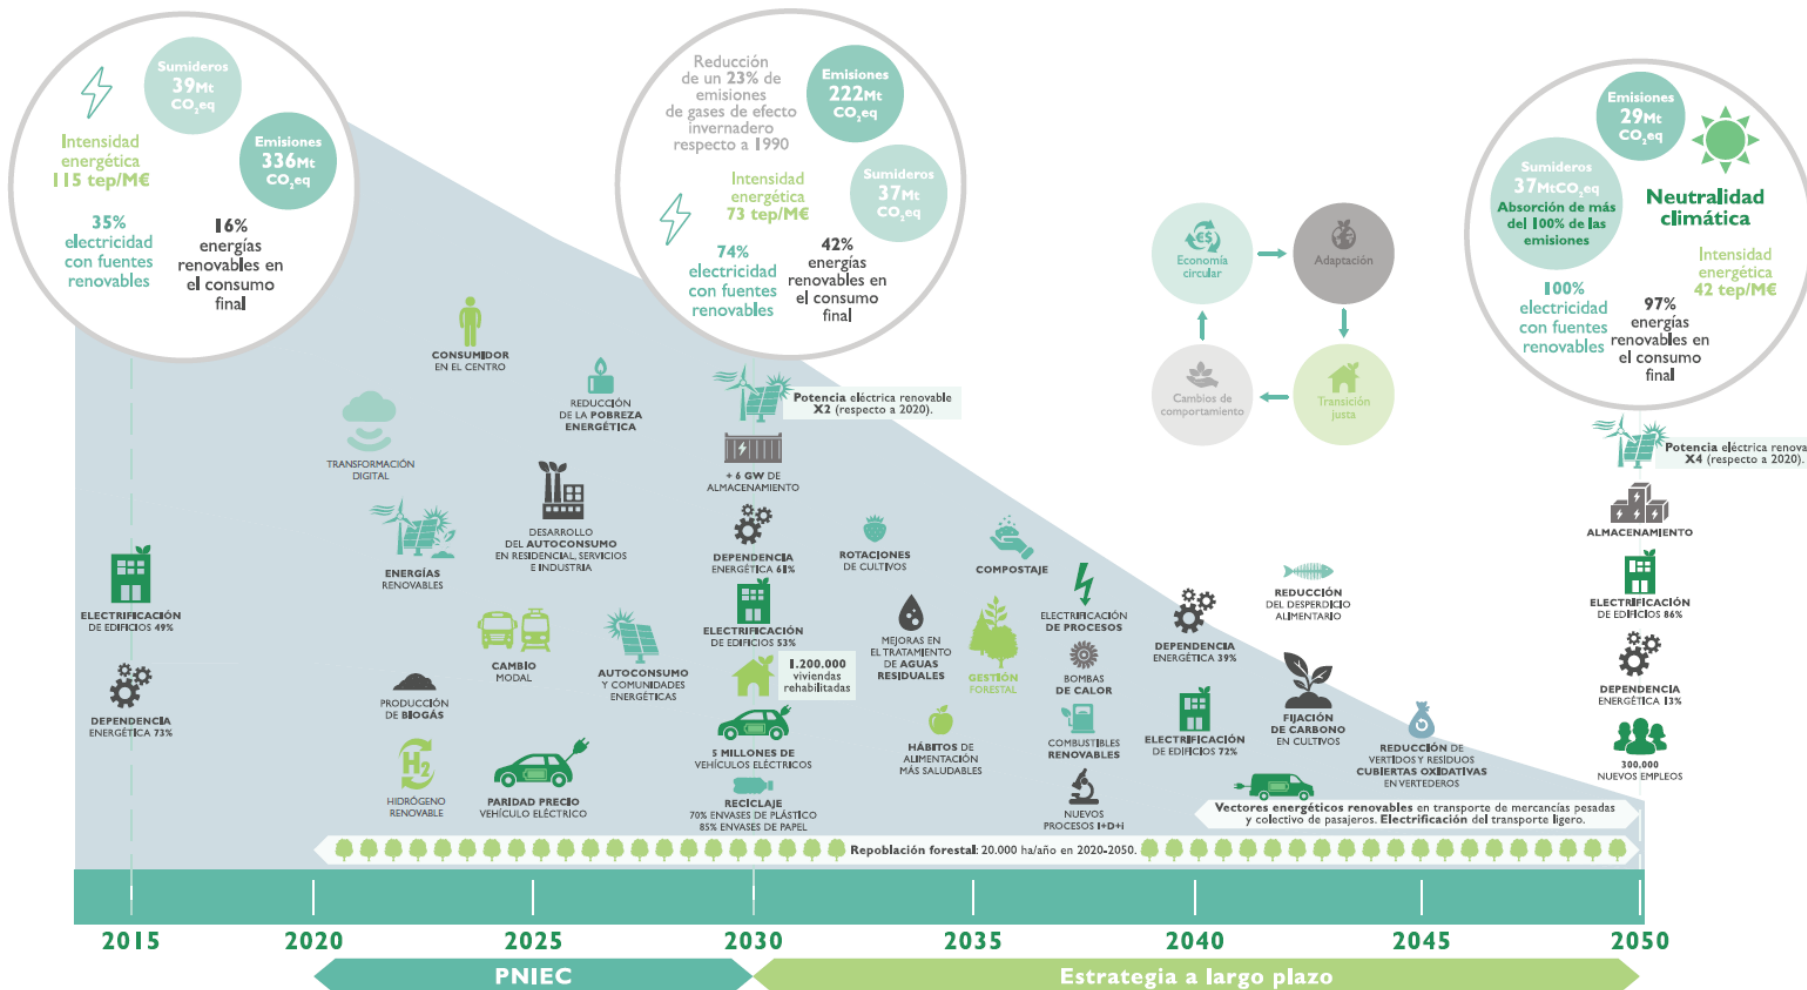 Sumideros
39Mt
CO₂eq
Intensidad
energética
115 tep/M€
Emisiones
336Mt
CO₂eq
35%
electricidad
con fuentes
renovables
16%
energías
renovables en
el consumo
final
Reducción
de un 23% de
emisiones
de gases de efecto
invernadero
respecto a 1990
Emisiones
222Mt
CO₂eq
Intensidad
energética
73 tep/M€
Sumideros
37Mt
CO₂eq
74%
electricidad
con fuentes
renovables
42%
energías
renovables en
el consumo
final
€$
Economía
circular
Adaptación
Cambios de
comportamiento
Transición
justa
Emisiones
29Mt
CO₂eq
Sumideros
37MtCO₂eq
Absorción de más
del 100% de las
emisiones
Neutralidad
climática
Intensidad
energética
42 tep/M€
100%
electricidad
con fuentes
renovables
97%
energías
renovables en
el consumo
final
ELECTRIFICACIÓN
DE EDIFICIOS 49%
DEPENDENCIA
ENERGÉTICA 73%
CONSUMIDOR
EN EL CENTRO
REDUCCIÓN
DE LA POBREZA
ENERGÉTICA
TRANSFORMACIÓN
DIGITAL
DESARROLLO
DEL AUTOCONSUMO
EN RESIDENCIAL, SERVICIOS
E INDUSTRIA
ENERGÍAS
RENOVABLES
CAMBIO
MODAL
AUTOCONSUMO
Y COMUNIDADES
ENERGÉTICAS
PRODUCCIÓN
DE BIOGÁS
H2
HIDRÓGENO
RENOVABLE
PARIDAD PRECIO
VEHÍCULO ELÉCTRICO
Potencia eléctrica renovable
X2 (respecto a 2020).
+ 6 GW DE
ALMACENAMIENTO
DEPENDENCIA
ENERGÉTICA 61%
ELECTRIFICACIÓN
DE EDIFICIOS 53%
1.200.000
viviendas
rehabilitadas
5 MILLONES DE
VEHÍCULOS ELÉCTRICOS
RECICLAJE
70% ENVASES DE PLÁSTICO
85% ENVASES DE PAPEL
ROTACIONES
DE CULTIVOS
COMPOSTAJE
MEJORAS EN
EL TRATAMIENTO
DE AGUAS
RESIDUALES
GESTIÓN
FORESTAL
HÁBITOS DE
ALIMENTACIÓN
MÁS SALUDABLES
ELECTRIFICACIÓN
DE PROCESOS
BOMBAS
DE CALOR
COMBUSTIBLES
RENOVABLES
NUEVOS
PROCESOS I+D+i
DEPENDENCIA
ENERGÉTICA 39%
ELECTRIFICACIÓN
DE EDIFICIOS 72%
REDUCCIÓN
DEL DESPERDICIO
ALIMENTARIO
FIJACIÓN
DE CARBONO
EN CULTIVOS
REDUCCIÓN DE
VERTIDOS Y RESÍDUOS
CUBIERTAS OXIDATIVAS
EN VERTEDEROS
Vectores energéticos renovables en transporte de mercancías pesadas
y colectivo de pasajeros. Electrificación del transporte ligero.
Potencia eléctrica renova
X4 (respecto a 2020).
ALMACENAMIENTO
ELECTRIFICACIÓN
DE EDIFICIOS 86%
DEPENDENCIA
ENERGÉTICA 13%
300.000
NUEVOS EMPLEOS
Repoblación forestal: 20.000 ha/año en 2020-2050.
2015
2020
2025
2030
2035
2040
2045
2050
PNIEC
Estrategia a largo plazo